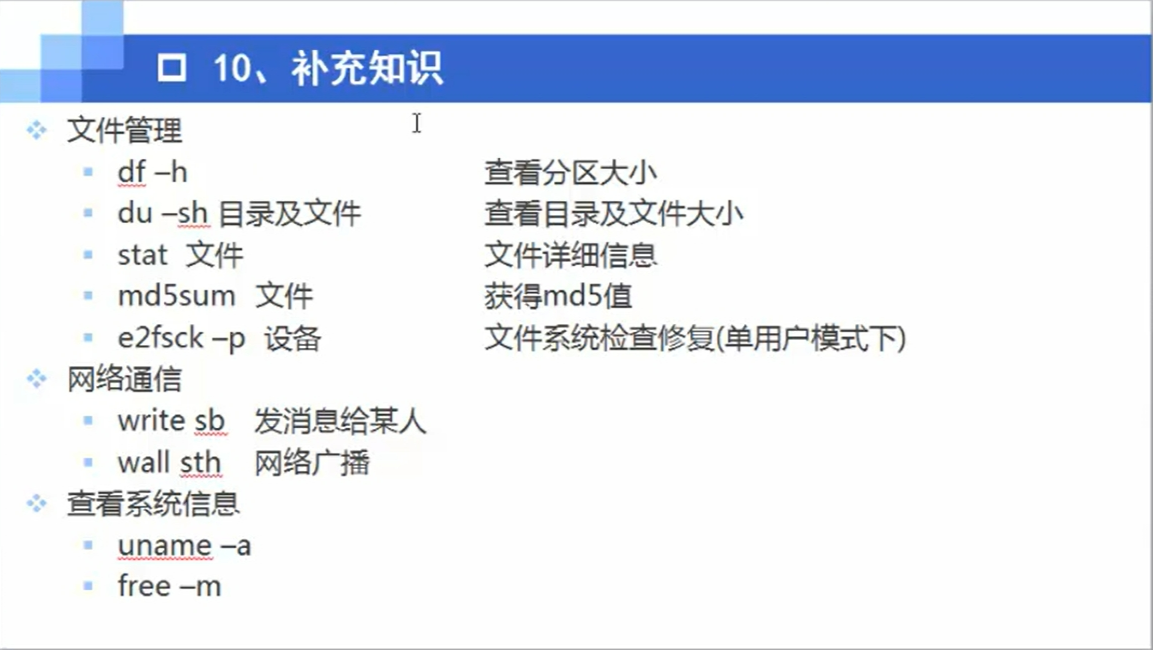 10、补充知识
文件管理
df –h 查看分区大小
du –sh 目录及文件 查看目录及文件大小
stat 文件 文件详细信息
md5sum 文件 获得md5值
e2fsck –p 设备 文件系统检查修复(单用户模式下)
网络通信
write sb 发消息给某人
wall sth 网络广播
查看系统信息
uname –a
free –m